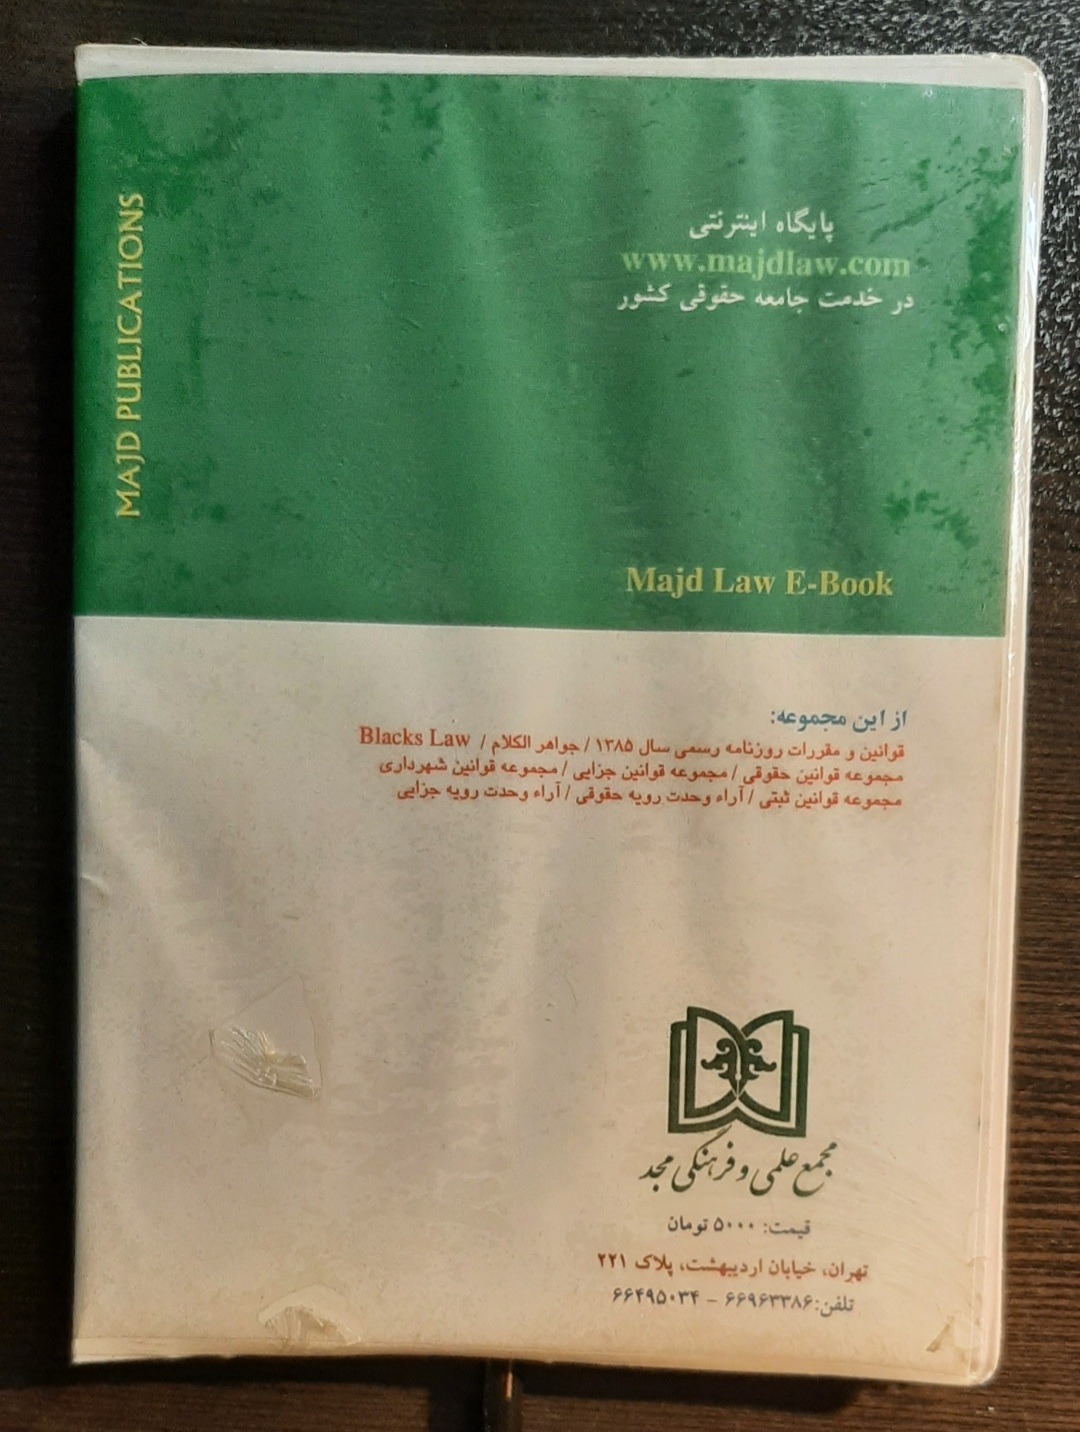 MAJD PUBLICATIONS
پایگاه اینترنتی
www.majdlaw.com
در خدمت جامعه حقوقی کشور
Majd Law E-Book
از این مجموعه:
قوانین و مقررات روزنامه رسمی سال ۱۳۸۵ / جواهر الکلام / Blacks Law
مجموعه قوانین حقوقی / مجموعه قوانین جزایی / مجموعه قوانین شهرداری
مجموعه قوانین ثبتی / آراء وحدت رویه حقوقی / آراء وحدت رویه جزایی
مجمع علمی و فرهنگی مجد
قیمت: ۵۰۰۰ تومان
تهران، خیابان اردیبهشت، پلاک ۲۲۱
تلفن: ۶۶۹۶۳۳۸۶ - ۶۶۴۹۵۰۳۴